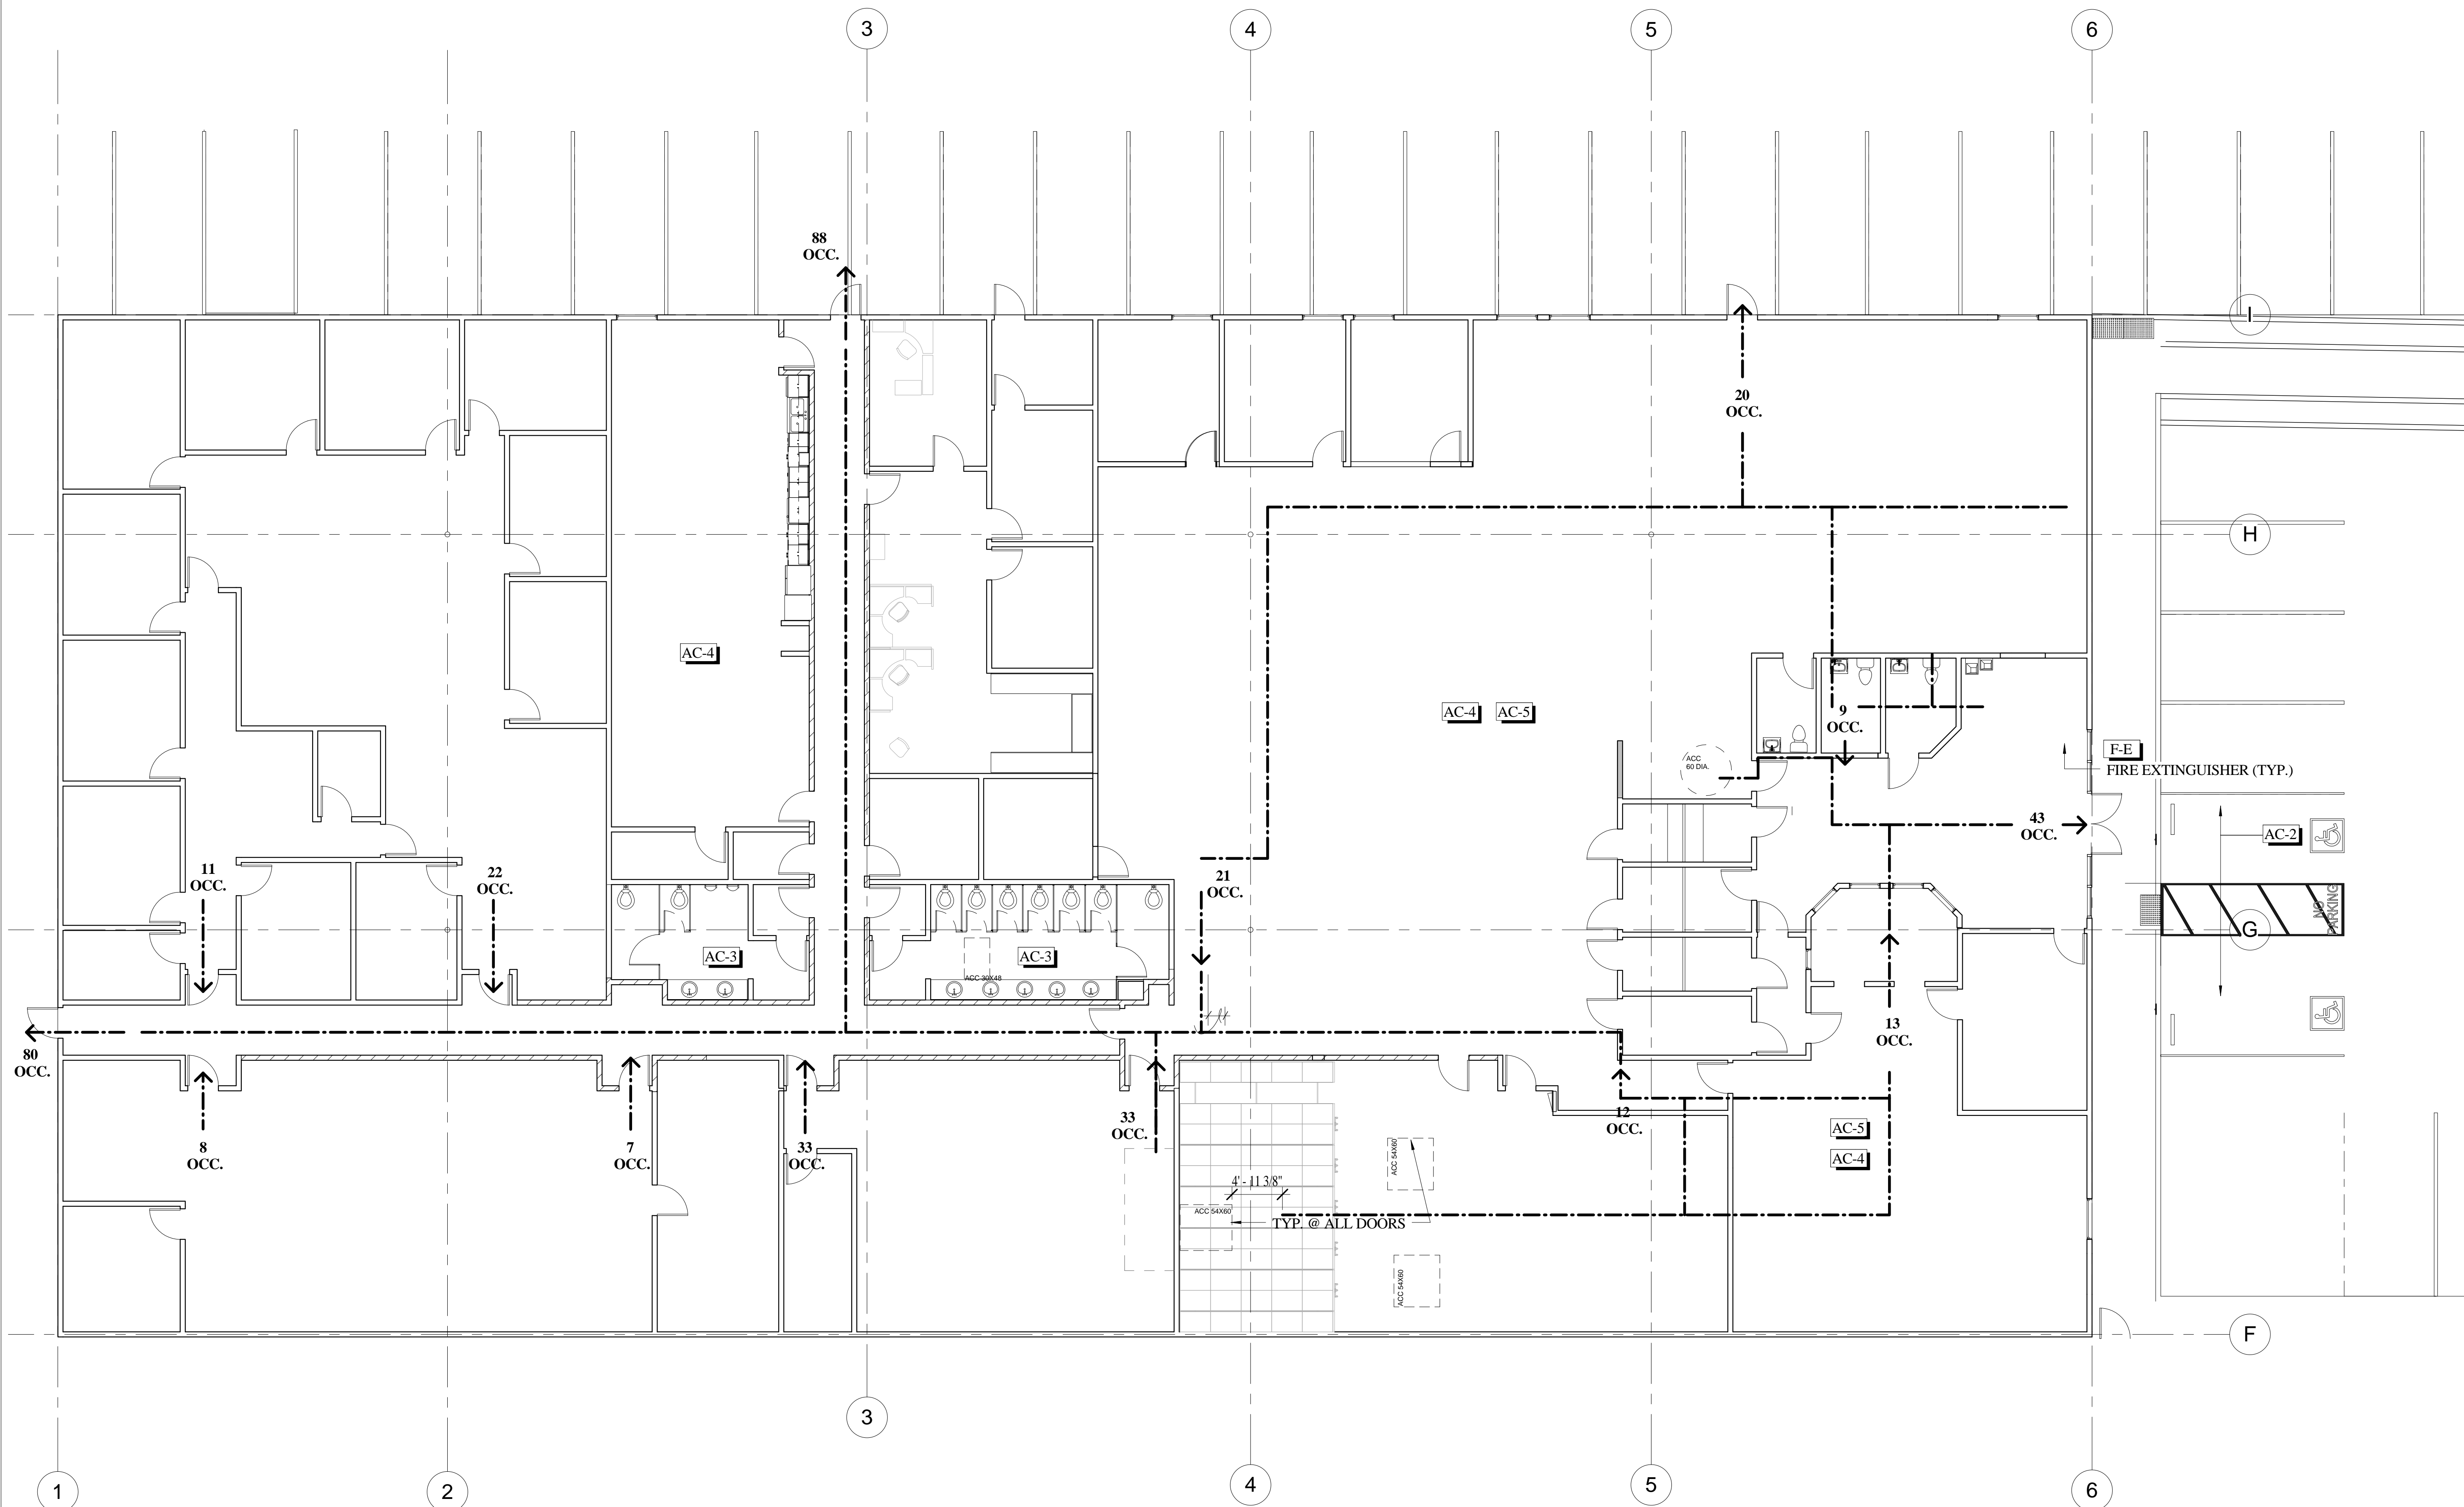 3
4
5
6
88
OCC.
I
20
OCC.
H
AC-4
AC-4
AC-5
9
OCC.
ACC
60 DIA.
F-E
FIRE EXTINGUISHER (TYP.)
43
OCC.
AC-2
11
OCC.
22
OCC.
21
OCC.
NO
PARKING
G
AC-3
AC-3
ACC 30X48
80
OCC.
13
OCC.
8
OCC.
7
OCC.
33
OCC.
33
OCC.
12
OCC.
AC-5
AC-4
ACC 54X60
4' - 11 3/8"
ACC 54X60
TYP. @ ALL DOORS
ACC 54X60
F
3
1
2
4
5
6